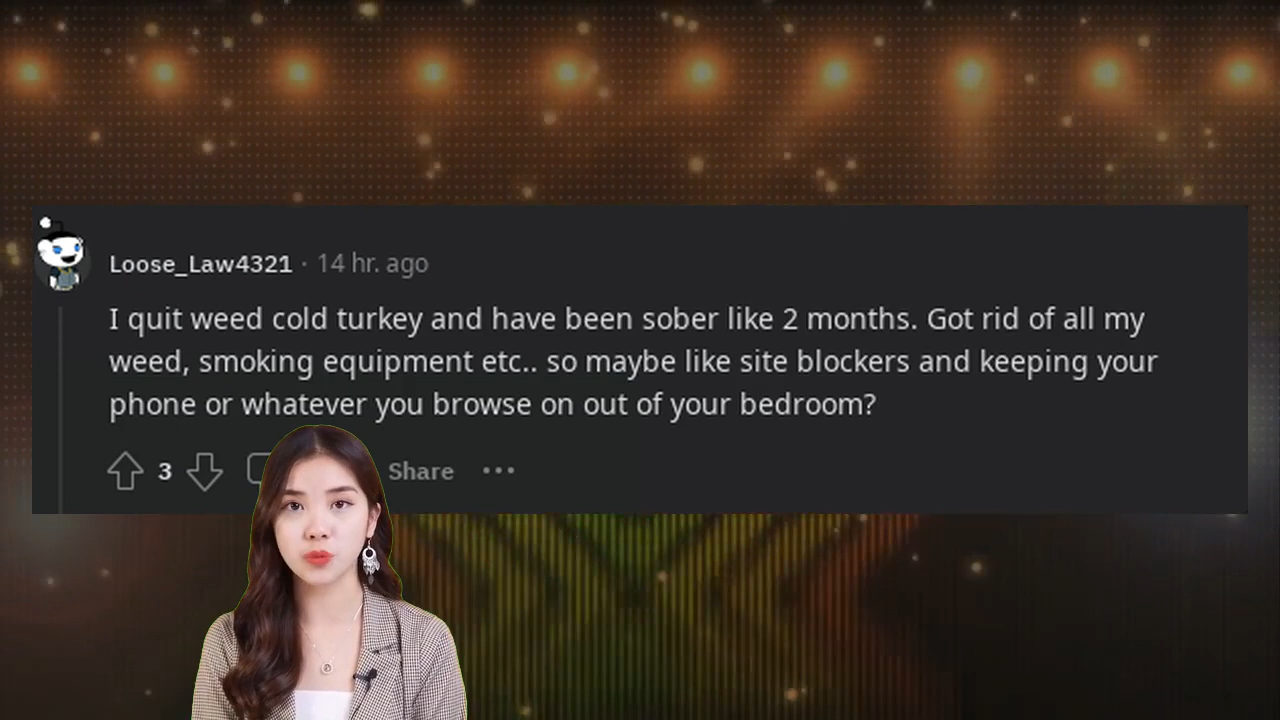 Loose_Law4321 · 14 hr. ago
I quit weed cold turkey and have been sober like 2 months. Got rid of all my
weed, smoking equipment etc.. so maybe like site blockers and keeping your
phone or whatever you browse on out of your bedroom?
3 Share ···